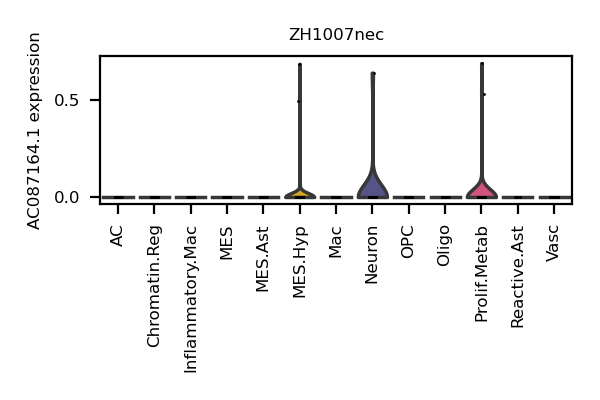 ZH1007nec
AC087164.1 expression
0.5
0.0
AC
Chromatin.Reg
Inflammatory.Mac
MES
MES.Ast
MES.Hyp
Mac
Neuron
OPC
Oligo
Prolif.Metab
Reactive.Ast
Vasc